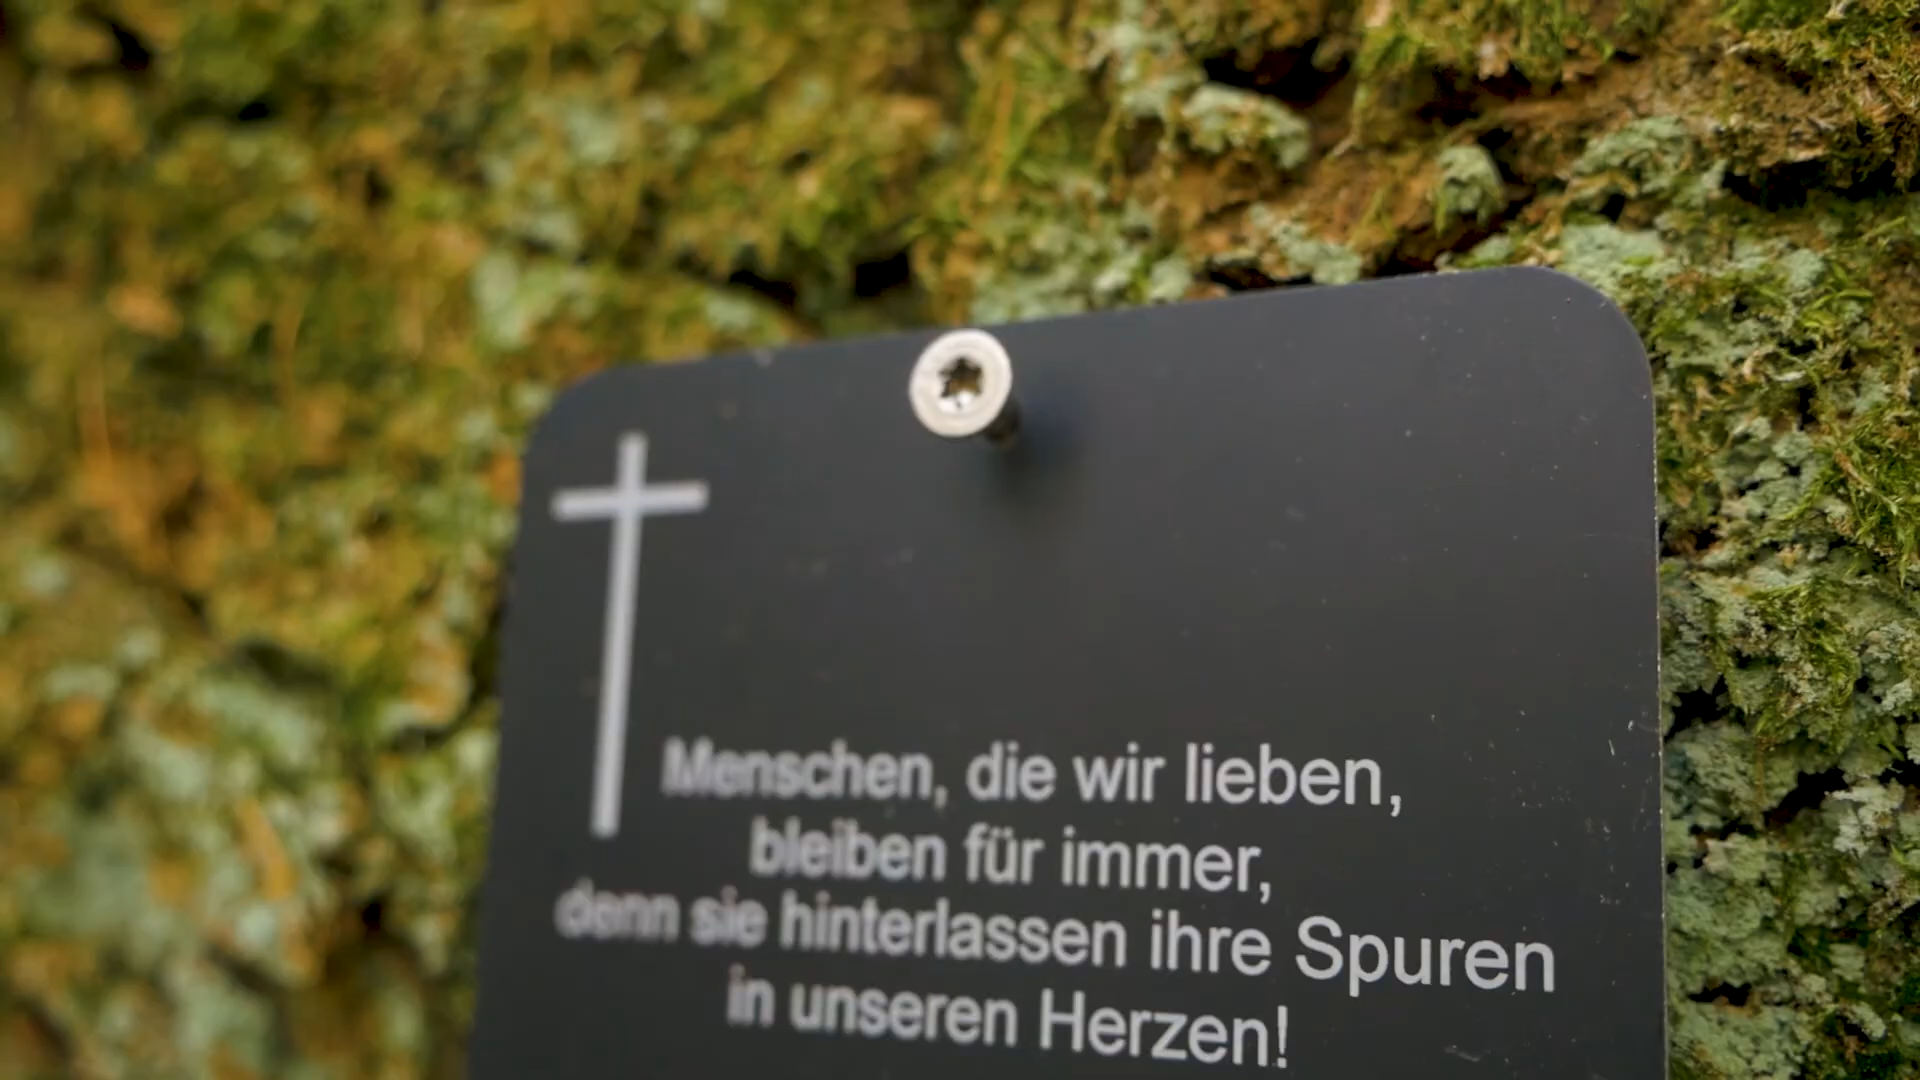 Menschen, die wir lieben,
bleiben für immer,
denn sie hinterlassen ihre Spuren
in unseren Herzen!